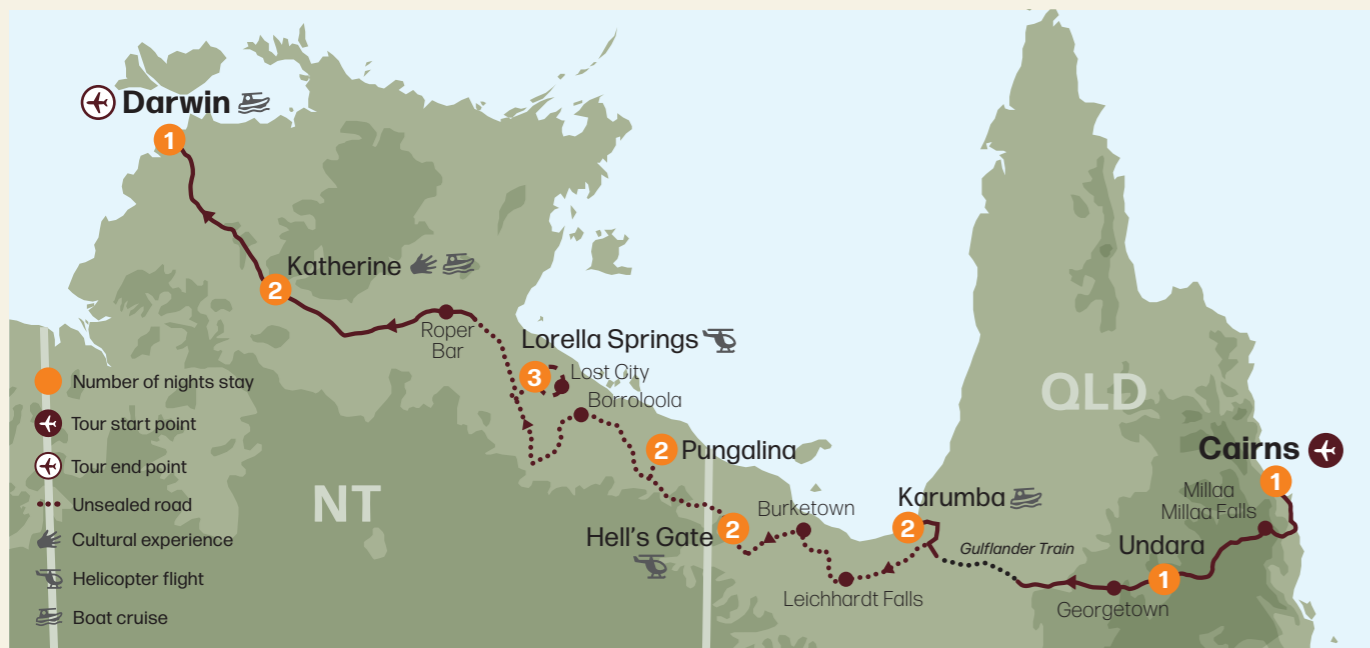 Darwin
1
Katherine
2
Roper
Bar
Lorella Springs
3
Lost City
Borroloola
2 Pungalina
QLD
Cairns
1
Millaa
Millaa Falls
Karumba
2
Burketown
Hell's Gate
2
Gulflander Train
Undara
1
Leichhardt Falls
Georgetown
NT
Number of nights stay
Tour start point
Tour end point
Unsealed road
Cultural experience
Helicopter flight
Boat cruise